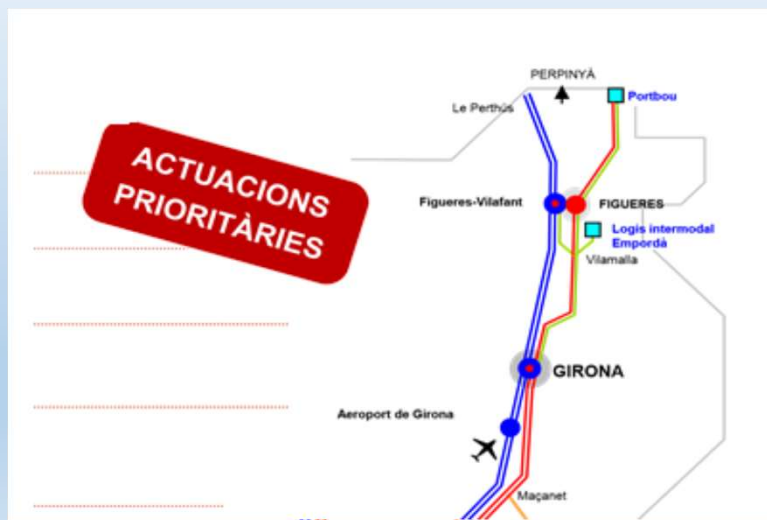 PERPINYÀ
Portbou
Le Perthús
ACTUACIONS
PRIORITÀRIES
Figueres-Vilafant
FIGUERES
Logis intermodal
Empordà
Vilamalla
GIRONA
Aeroport de Girona
Maçanet